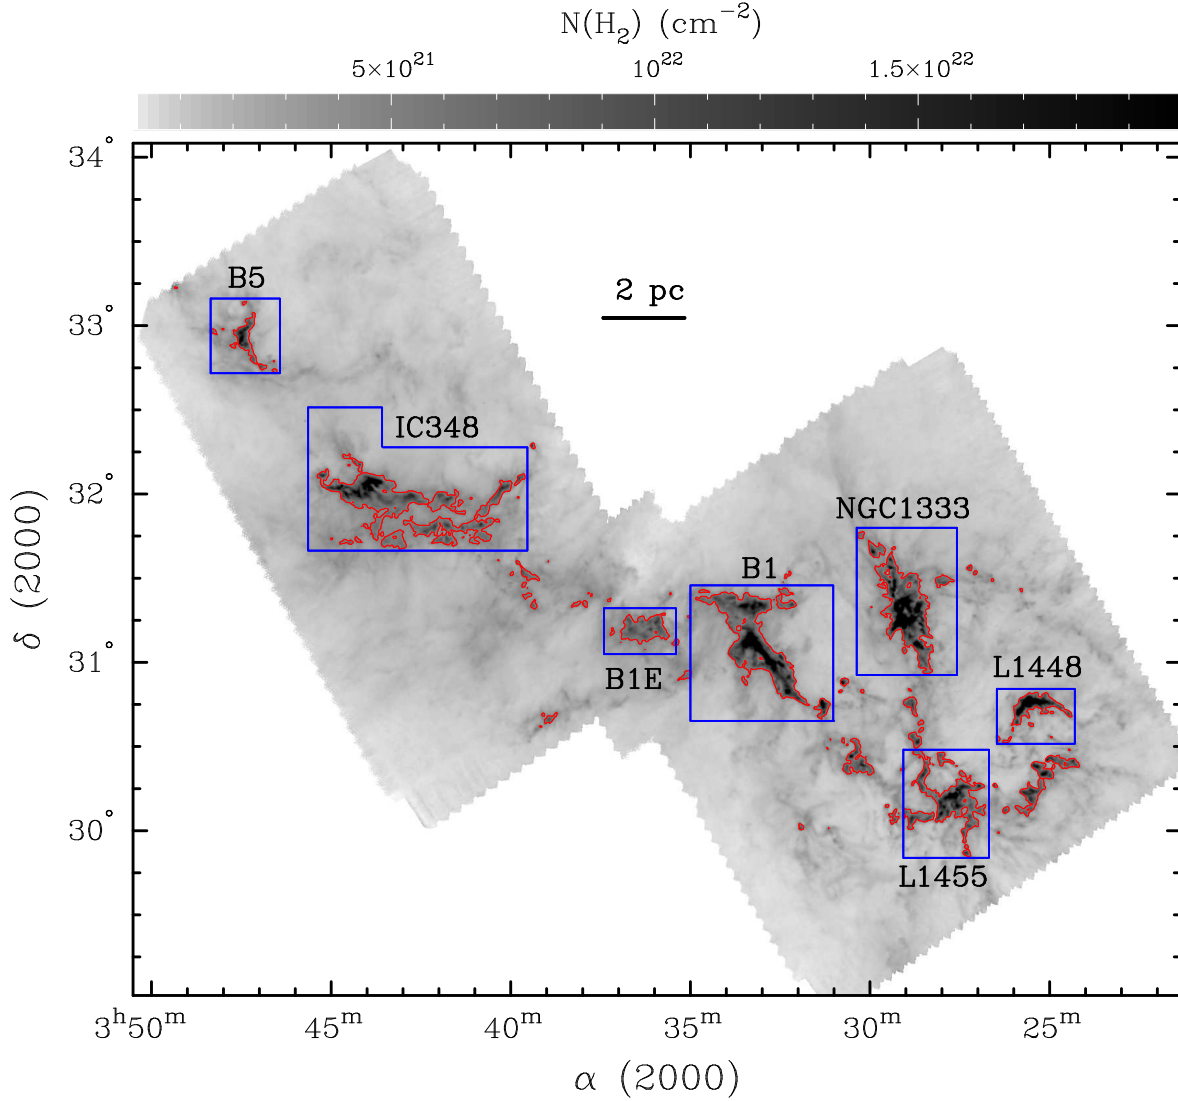 N(H₂) (cm⁻²)
5×10²¹ 10²² 1.5×10²²
34°
33°
32°
31°
30°
δ (2000)
B5
2 pc
IC348
NGC1333
B1
B1E
L1448
L1455
3ʰ50ᵐ 45ᵐ 40ᵐ 35ᵐ 30ᵐ 25ᵐ
α (2000)